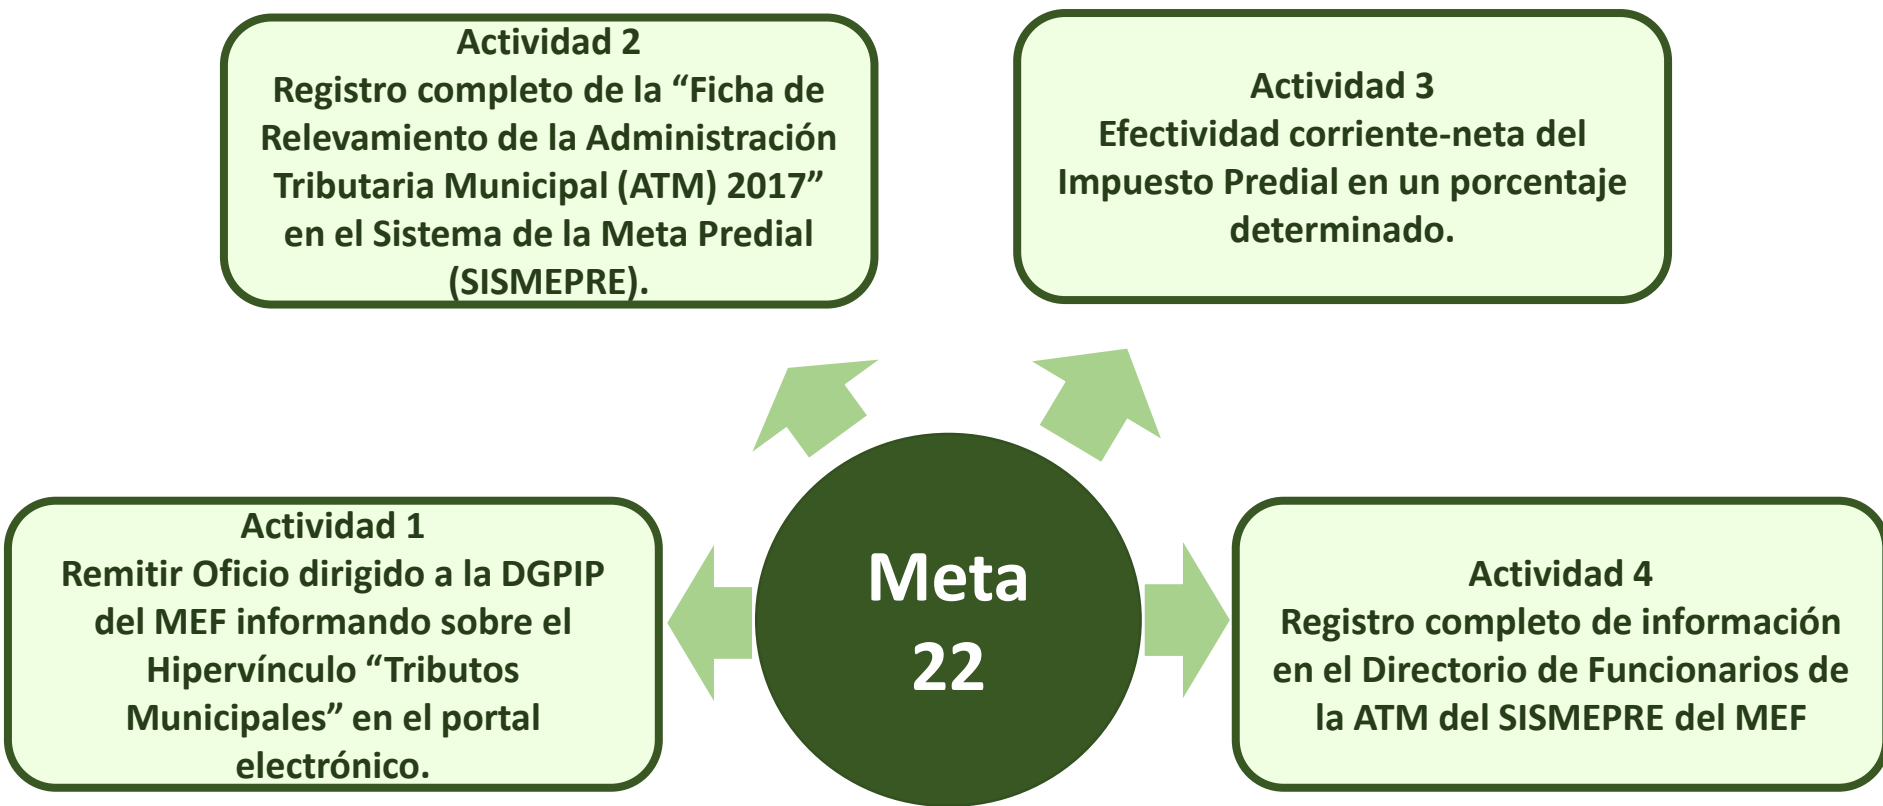 Actividad 2
Registro completo de la “Ficha de
Relevamiento de la Administración
Tributaria Municipal (ATM) 2017”
en el Sistema de la Meta Predial
(SISMEPRE).
Actividad 3
Efectividad corriente-neta del
Impuesto Predial en un porcentaje
determinado.
Actividad 1
Remitir Oficio dirigido a la DGPIP
del MEF informando sobre el
Hipervínculo “Tributos
Municipales” en el portal
electrónico.
Meta
22
Actividad 4
Registro completo de información
en el Directorio de Funcionarios de
la ATM del SISMEPRE del MEF